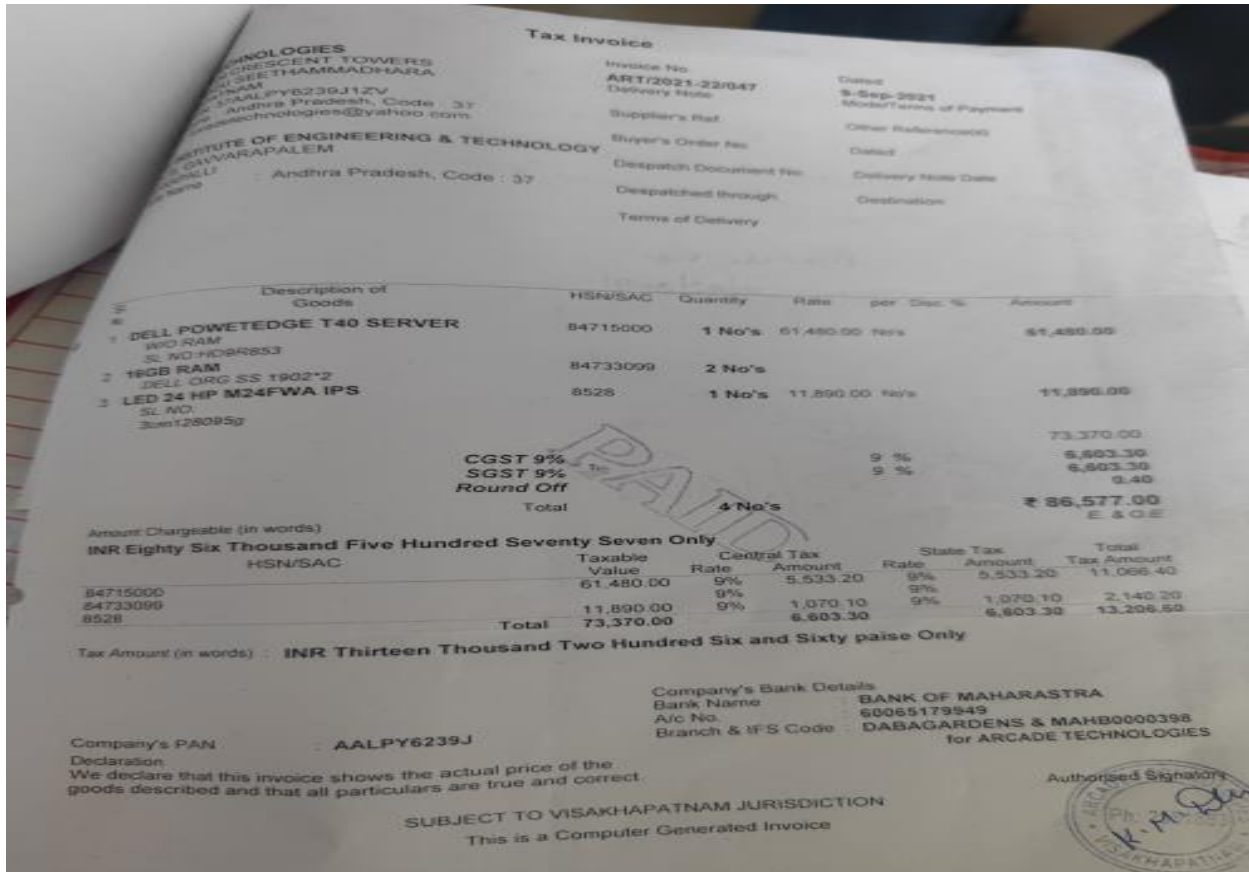 Tax Invoice
HNOLOGIES
CRESCENT TOWERS
SEETHAMMADHARA
TNAM
37AALPY6239J1ZV
Andhra Pradesh, Code : 37
technologies@yahoo.com
Invoice No.
ART/2021-22/047
Delivery Note
Dated
9-Sep-2021
Mode/Terms of Payment
Supplier's Ref.
Other Reference(s)
TITUTE OF ENGINEERING & TECHNOLOGY
GAVVARAPALEM
: Andhra Pradesh, Code : 37
Buyer's Order No.
Dated
Despatch Document No.
Delivery Note Date
Despatched through
Destination
Terms of Delivery
Description of Goods HSN/SAC Quantity Rate per Disc. % Amount
1 DELL POWETEDGE T40 SERVER 84715000 1 No's 61,480.00 No's 61,480.00
W/O RAM
SL NO:HD9R853
2 16GB RAM 84733099 2 No's
DELL ORG SS 1902*2
3 LED 24 HP M24FWA IPS 8528 1 No's 11,890.00 No's 11,890.00
SL NO.
3cm128095g
73,370.00
CGST 9% 9 % 6,603.30
SGST 9% 9 % 6,603.30
Round Off 0.40
PAID
Total 4 No's ₹ 86,577.00
Amount Chargeable (in words) E. & O.E
INR Eighty Six Thousand Five Hundred Seventy Seven Only
HSN/SAC Taxable Value Central Tax Rate Amount State Tax Rate Amount Total Tax Amount
84715000 61,480.00 9% 5,533.20 9% 5,533.20 11,066.40
84733099 9% 9%
8528 11,890.00 9% 1,070.10 9% 1,070.10 2,140.20
Total 73,370.00 6,603.30 6,603.30 13,206.60
Tax Amount (in words) : INR Thirteen Thousand Two Hundred Six and Sixty paise Only
Company's Bank Details
Bank Name : BANK OF MAHARASTRA
A/c No. : 60065179949
Branch & IFS Code : DABAGARDENS & MAHB0000398
Company's PAN : AALPY6239J
for ARCADE TECHNOLOGIES
Declaration
We declare that this invoice shows the actual price of the
goods described and that all particulars are true and correct.
Authorised Signatory
SUBJECT TO VISAKHAPATNAM JURISDICTION
This is a Computer Generated Invoice